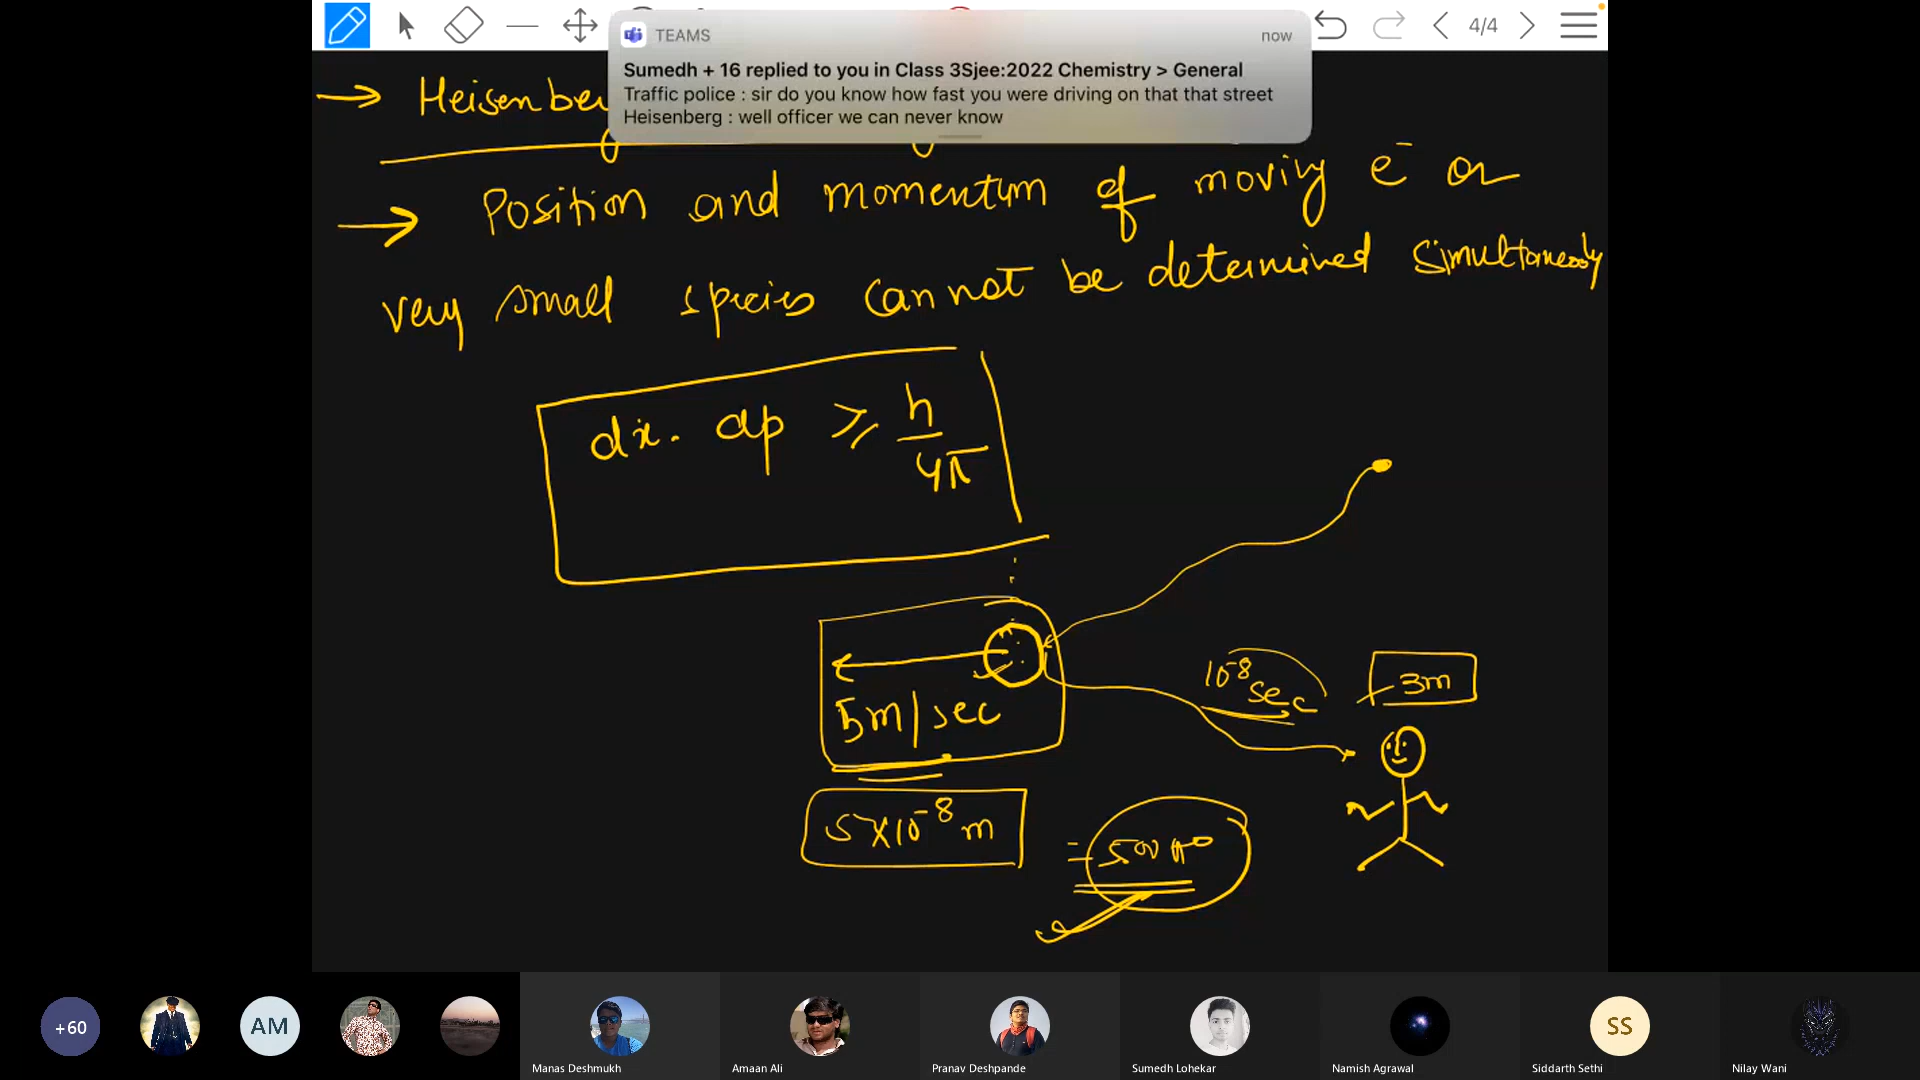 4/4
TEAMS
now
Sumedh + 16 replied to you in Class 3Sjee:2022 Chemistry > General
Traffic police : sir do you know how fast you were driving on that that street
Heisenberg : well officer we can never know
→ Heisenber
→ Position and momentum of moving e⁻ or
very small species cannot be determined simultaneously
dx. dp ≥ h/4π
10⁻⁸ sec
3m
5m/sec
5×10⁻⁸ m
= 500 A°
+60
AM
SS
Manas Deshmukh
Amaan Ali
Pranav Deshpande
Sumedh Lohekar
Namish Agrawal
Siddarth Sethi
Nilay Wani